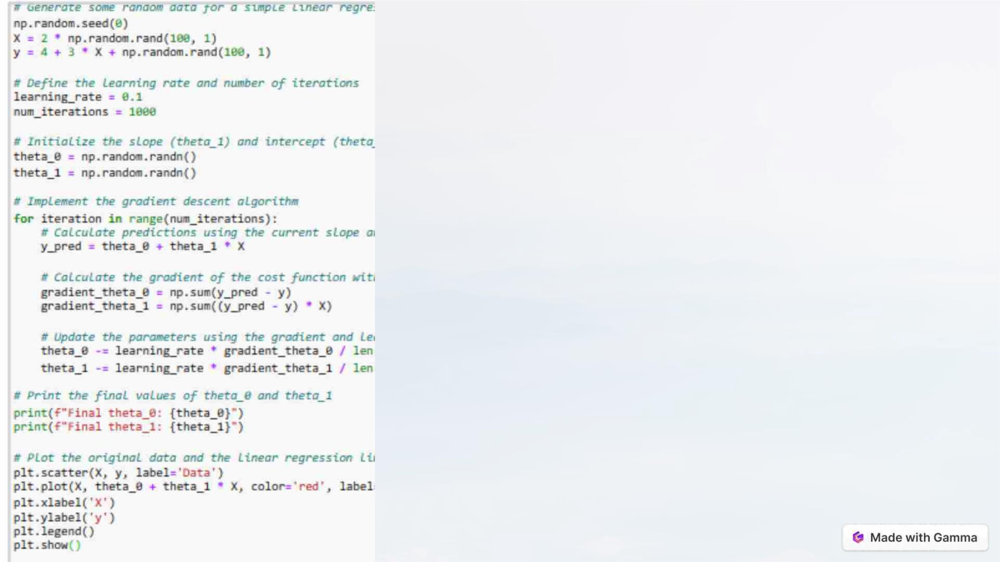 # Generate some random data for a simple linear regre
np.random.seed(0)
X = 2 * np.random.rand(100, 1)
y = 4 + 3 * X + np.random.rand(100, 1)
# Define the learning rate and number of iterations
learning_rate = 0.1
num_iterations = 1000
# Initialize the slope (theta_1) and intercept (theta_
theta_0 = np.random.randn()
theta_1 = np.random.randn()
# Implement the gradient descent algorithm
for iteration in range(num_iterations):
# Calculate predictions using the current slope a
y_pred = theta_0 + theta_1 * X
# Calculate the gradient of the cost function wit
gradient_theta_0 = np.sum(y_pred - y)
gradient_theta_1 = np.sum((y_pred - y) * X)
# Update the parameters using the gradient and le
theta_0 -= learning_rate * gradient_theta_0 / len
theta_1 -= learning_rate * gradient_theta_1 / len
# Print the final values of theta_0 and theta_1
print(f"Final theta_0: {theta_0}")
print(f"Final theta_1: {theta_1}")
# Plot the original data and the linear regression li
plt.scatter(X, y, label='Data')
plt.plot(X, theta_0 + theta_1 * X, color='red', label
plt.xlabel('X')
plt.ylabel('y')
plt.legend()
plt.show()
Made with Gamma